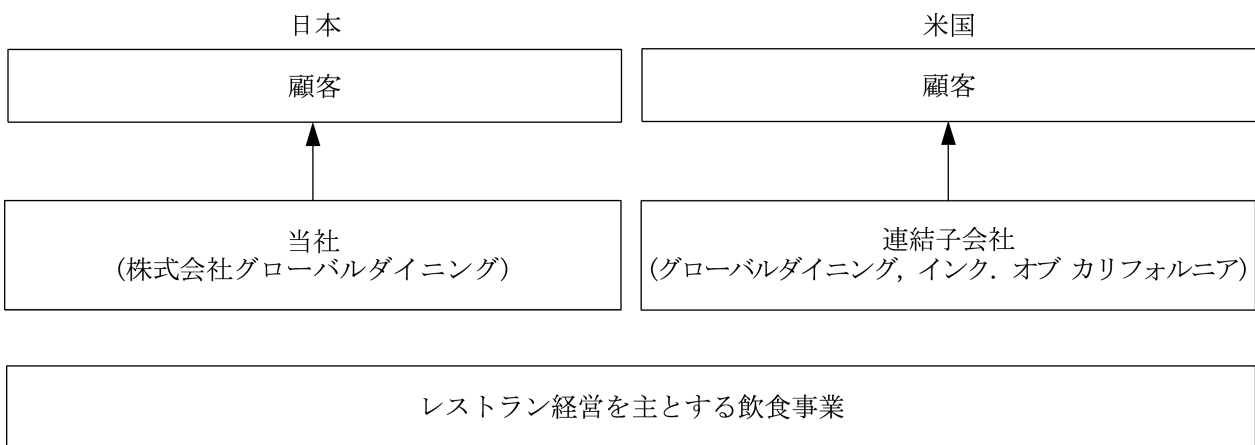 日本
米国
顧客
顧客
当社
(株式会社グローバルダイニング)
連結子会社
(グローバルダイニング, インク. オブ カリフォルニア)
レストラン経営を主とする飲食事業